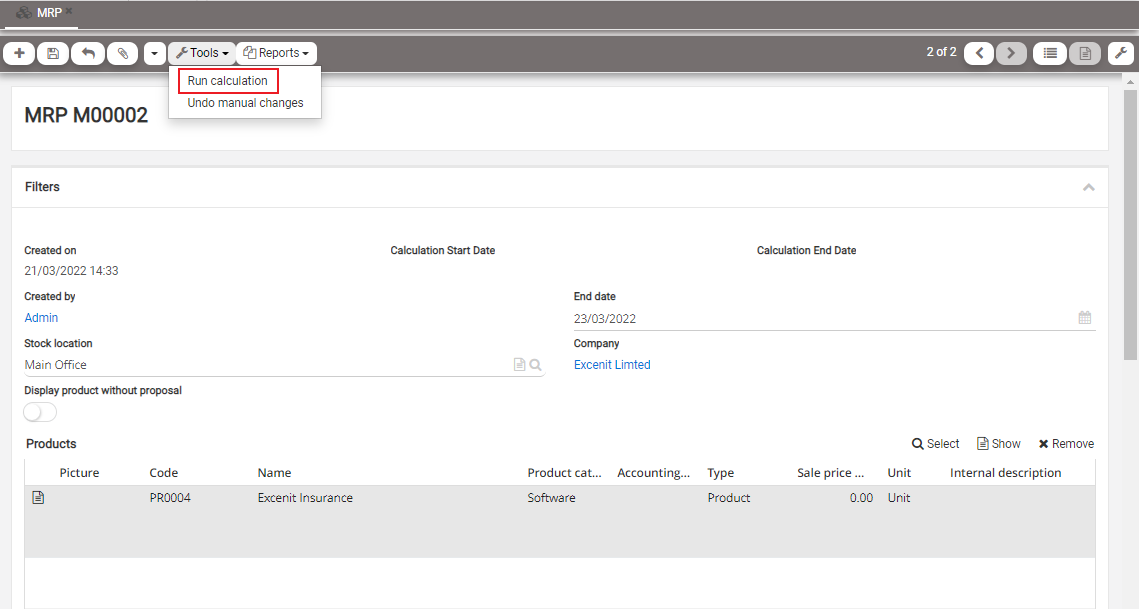 MRP ×
Tools Reports 2 of 2
Run calculation
Undo manual changes
MRP M00002
Filters
Created on Calculation Start Date Calculation End Date
21/03/2022 14:33
Created by End date
Admin 23/03/2022
Stock location Company
Main Office Excenit Limted
Display product without proposal
Products Select Show Remove
Picture Code Name Product cat... Accounting... Type Sale price ... Unit Internal description
PR0004 Excenit Insurance Software Product 0.00 Unit